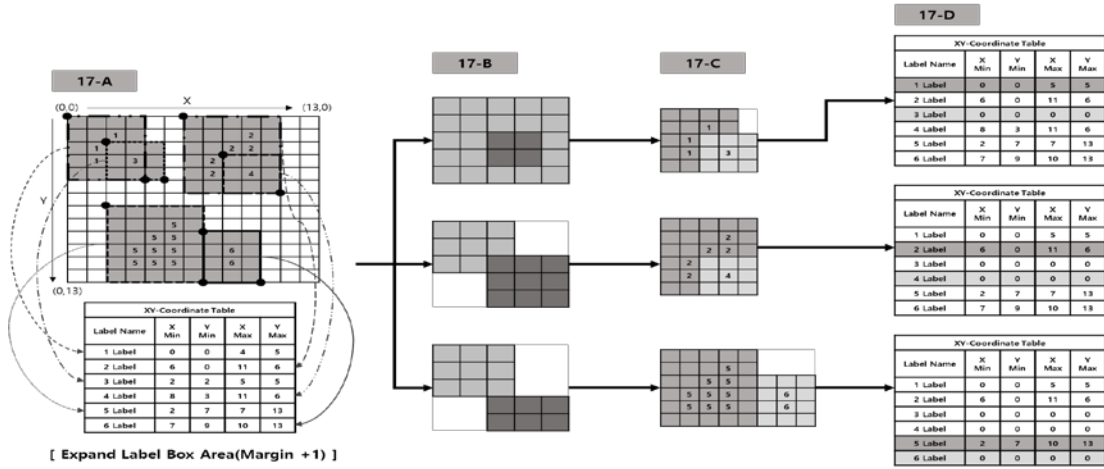 17-A
(0,0)
X
(13,0)
Y
1
1
1
3
2
2 2
2
2 4
5
5 5
5 5 5
5 5 5
6
6
(0,13)
XY-Coordinate Table
Label Name X Min Y Min X Max Y Max
1 Label 0 0 4 5
2 Label 6 0 11 6
3 Label 2 2 5 5
4 Label 8 3 11 6
5 Label 2 7 7 13
6 Label 7 9 10 13
[ Expand Label Box Area(Margin +1) ]
17-B
17-C
1
1
1 3
2
2 2
2
2 4
5
5 5
5 5 5 6
5 5 5 6
17-D
XY-Coordinate Table
Label Name X Min Y Min X Max Y Max
1 Label 0 0 5 5
2 Label 6 0 11 6
3 Label 0 0 0 0
4 Label 8 3 11 6
5 Label 2 7 7 13
6 Label 7 9 10 13
XY-Coordinate Table
Label Name X Min Y Min X Max Y Max
1 Label 0 0 5 5
2 Label 6 0 11 6
3 Label 0 0 0 0
4 Label 0 0 0 0
5 Label 2 7 7 13
6 Label 7 9 10 13
XY-Coordinate Table
Label Name X Min Y Min X Max Y Max
1 Label 0 0 5 5
2 Label 6 0 11 6
3 Label 0 0 0 0
4 Label 0 0 0 0
5 Label 2 7 10 13
6 Label 0 0 0 0